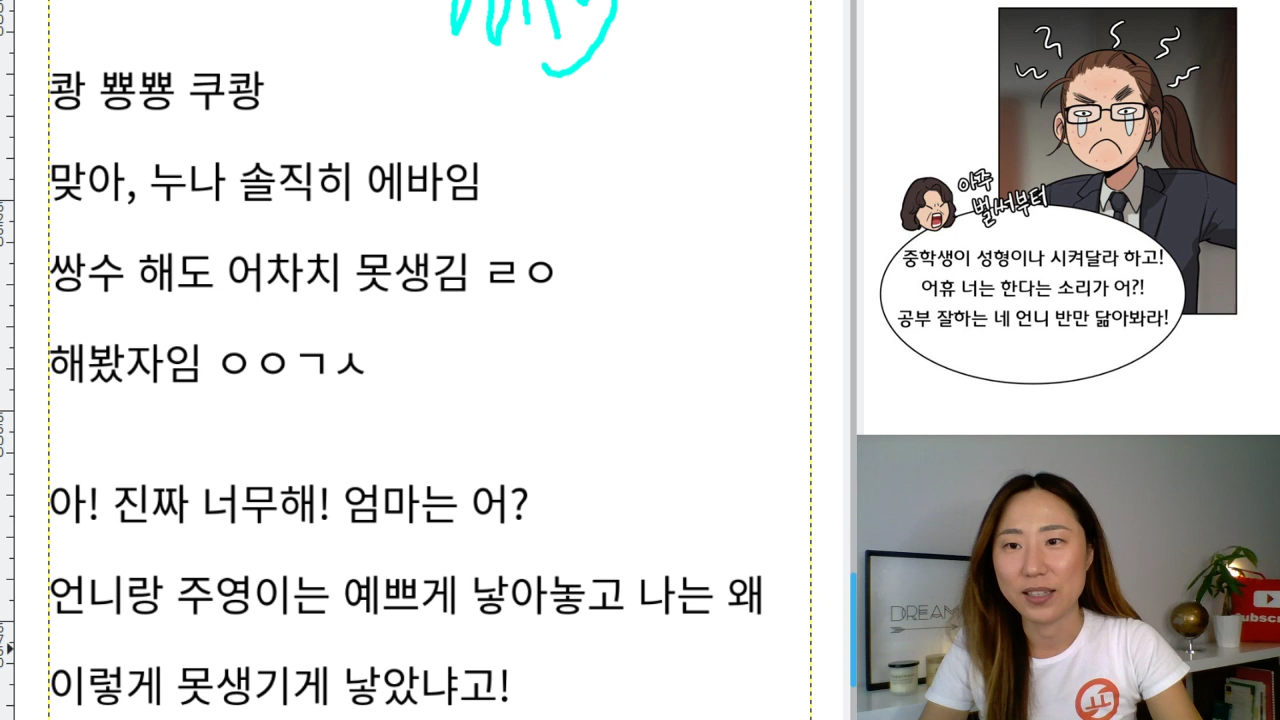 쾅 뿅뿅 쿠쾅
맞아, 누나 솔직히 에바임
쌍수 해도 어차치 못생김 ㄹㅇ
해봤자임 ㅇㅇㄱㅅ
아! 진짜 너무해! 엄마는 어?
언니랑 주영이는 예쁘게 낳아놓고 나는 왜
이렇게 못생기게 낳았냐고!
아주
벌써부터
중학생이 성형이나 시켜달라 하고!
어휴 너는 한다는 소리가 어?!
공부 잘하는 네 언니 반만 닮아봐라!
DREAM